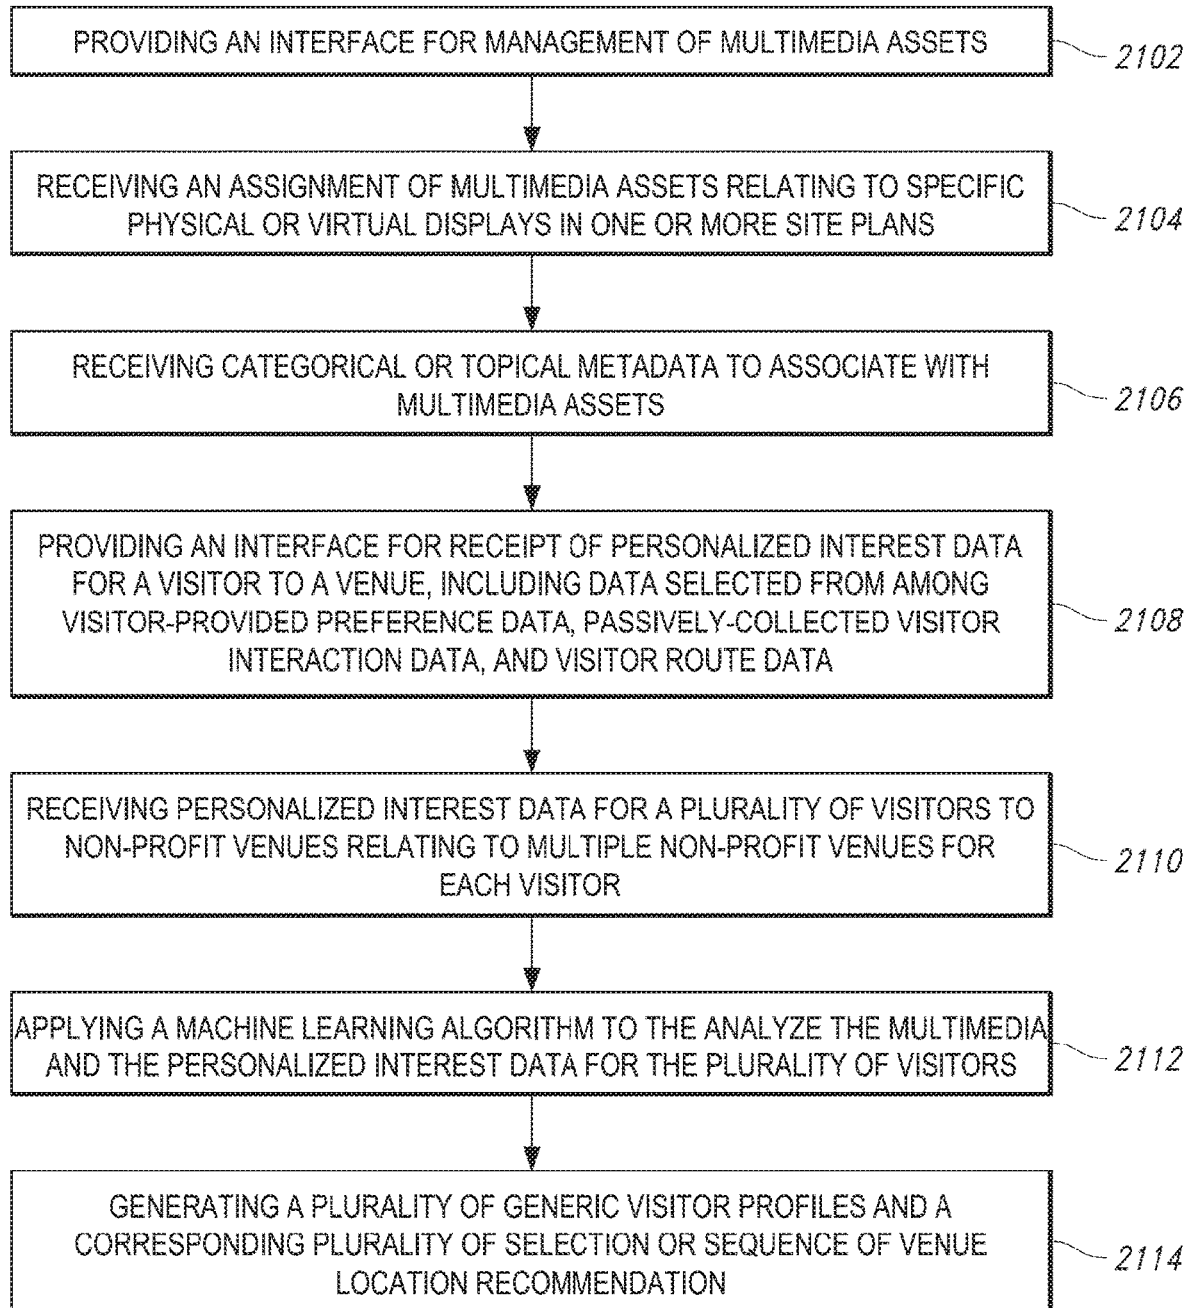 PROVIDING AN INTERFACE FOR MANAGEMENT OF MULTIMEDIA ASSETS
2102
RECEIVING AN ASSIGNMENT OF MULTIMEDIA ASSETS RELATING TO SPECIFIC
PHYSICAL OR VIRTUAL DISPLAYS IN ONE OR MORE SITE PLANS
2104
RECEIVING CATEGORICAL OR TOPICAL METADATA TO ASSOCIATE WITH
MULTIMEDIA ASSETS
2106
PROVIDING AN INTERFACE FOR RECEIPT OF PERSONALIZED INTEREST DATA
FOR A VISITOR TO A VENUE, INCLUDING DATA SELECTED FROM AMONG
VISITOR-PROVIDED PREFERENCE DATA, PASSIVELY-COLLECTED VISITOR
INTERACTION DATA, AND VISITOR ROUTE DATA
2108
RECEIVING PERSONALIZED INTEREST DATA FOR A PLURALITY OF VISITORS TO
NON-PROFIT VENUES RELATING TO MULTIPLE NON-PROFIT VENUES FOR
EACH VISITOR
2110
APPLYING A MACHINE LEARNING ALGORITHM TO THE ANALYZE THE MULTIMEDIA
AND THE PERSONALIZED INTEREST DATA FOR THE PLURALITY OF VISITORS
2112
GENERATING A PLURALITY OF GENERIC VISITOR PROFILES AND A
CORRESPONDING PLURALITY OF SELECTION OR SEQUENCE OF VENUE
LOCATION RECOMMENDATION
2114